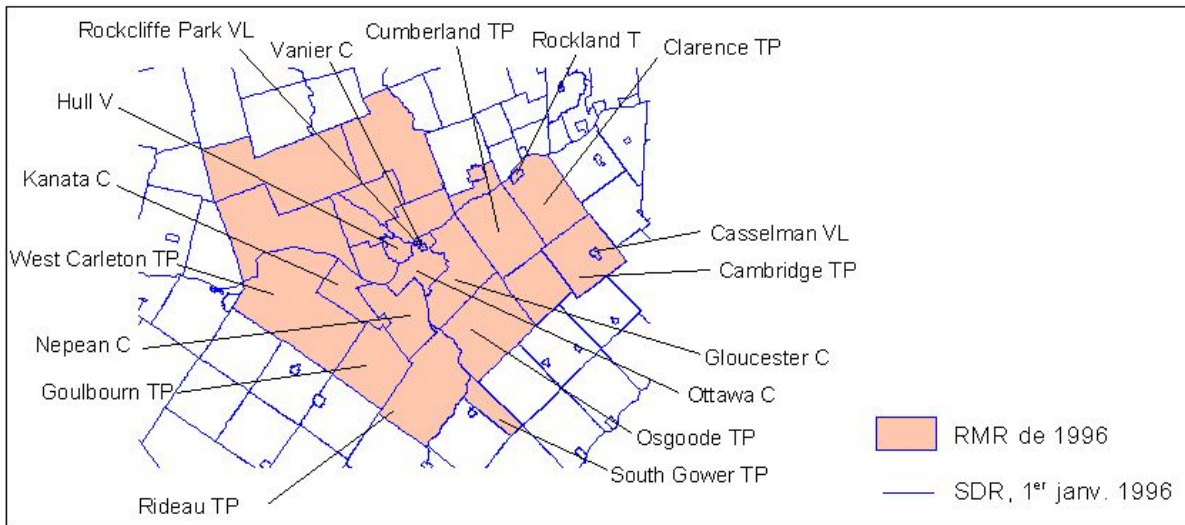 Rockcliffe Park VL
Cumberland TP
Rockland T
Clarence TP
Vanier C
Hull V
Kanata C
West Carleton TP
Casselman VL
Cambridge TP
Nepean C
Gloucester C
Goulbourn TP
Ottawa C
Osgoode TP
RMR de 1996
South Gower TP
Rideau TP
SDR, 1er janv. 1996